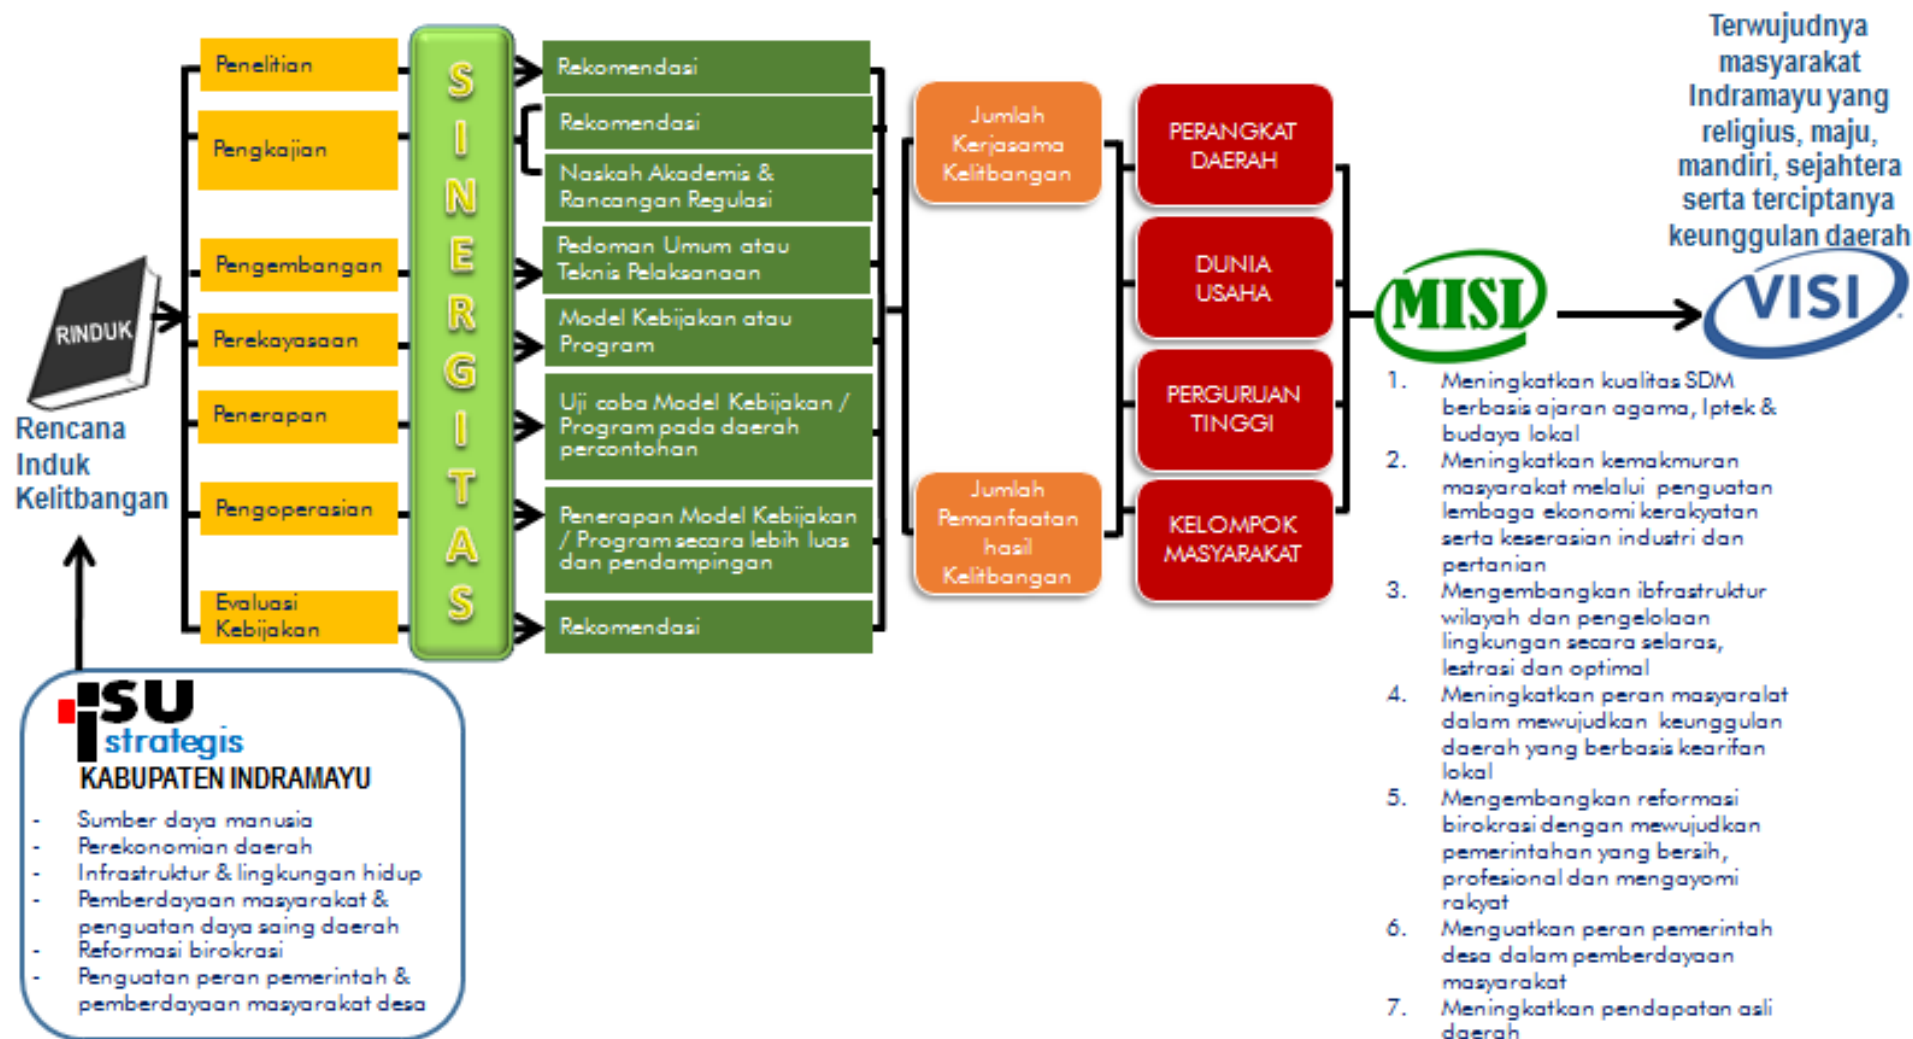 RINDUK
Rencana
Induk
Kelitbangan
iSU
strategis
KABUPATEN INDRAMAYU
- Sumber daya manusia
- Perekonomian daerah
- Infrastruktur & lingkungan hidup
- Pemberdayaan masyarakat &
penguatan daya saing daerah
- Reformasi birokrasi
- Penguatan peran pemerintah &
pemberdayaan masyarakat desa
Penelitian
Pengkajian
Pengembangan
Perekayasaan
Penerapan
Pengoperasian
Evaluasi
Kebijakan
SINERGITAS
Rekomendasi
Rekomendasi
Naskah Akademis &
Rancangan Regulasi
Pedoman Umum atau
Teknis Pelaksanaan
Model Kebijakan atau
Program
Uji coba Model Kebijakan /
Program pada daerah
percontohan
Penerapan Model Kebijakan
/ Program secara lebih luas
dan pendampingan
Rekomendasi
Jumlah
Kerjasama
Kelitbangan
Jumlah
Pemanfaatan
hasil
Kelitbangan
PERANGKAT
DAERAH
DUNIA
USAHA
PERGURUAN
TINGGI
KELOMPOK
MASYARAKAT
MISI
1. Meningkatkan kualitas SDM
berbasis ajaran agama, Iptek &
budaya lokal
2. Meningkatkan kemakmuran
masyarakat melalui penguatan
lembaga ekonomi kerakyatan
serta keserasian industri dan
pertanian
3. Mengembangkan ibfrastruktur
wilayah dan pengelolaan
lingkungan secara selaras,
lestrasi dan optimal
4. Meningkatkan peran masyaralat
dalam mewujudkan keunggulan
daerah yang berbasis kearifan
lokal
5. Mengembangkan reformasi
birokrasi dengan mewujudkan
pemerintahan yang bersih,
profesional dan mengayomi
rakyat
6. Menguatkan peran pemerintah
desa dalam pemberdayaan
masyarakat
7. Meningkatkan pendapatan asli
daerah
Terwujudnya
masyarakat
Indramayu yang
religius, maju,
mandiri, sejahtera
serta terciptanya
keunggulan daerah
VISI